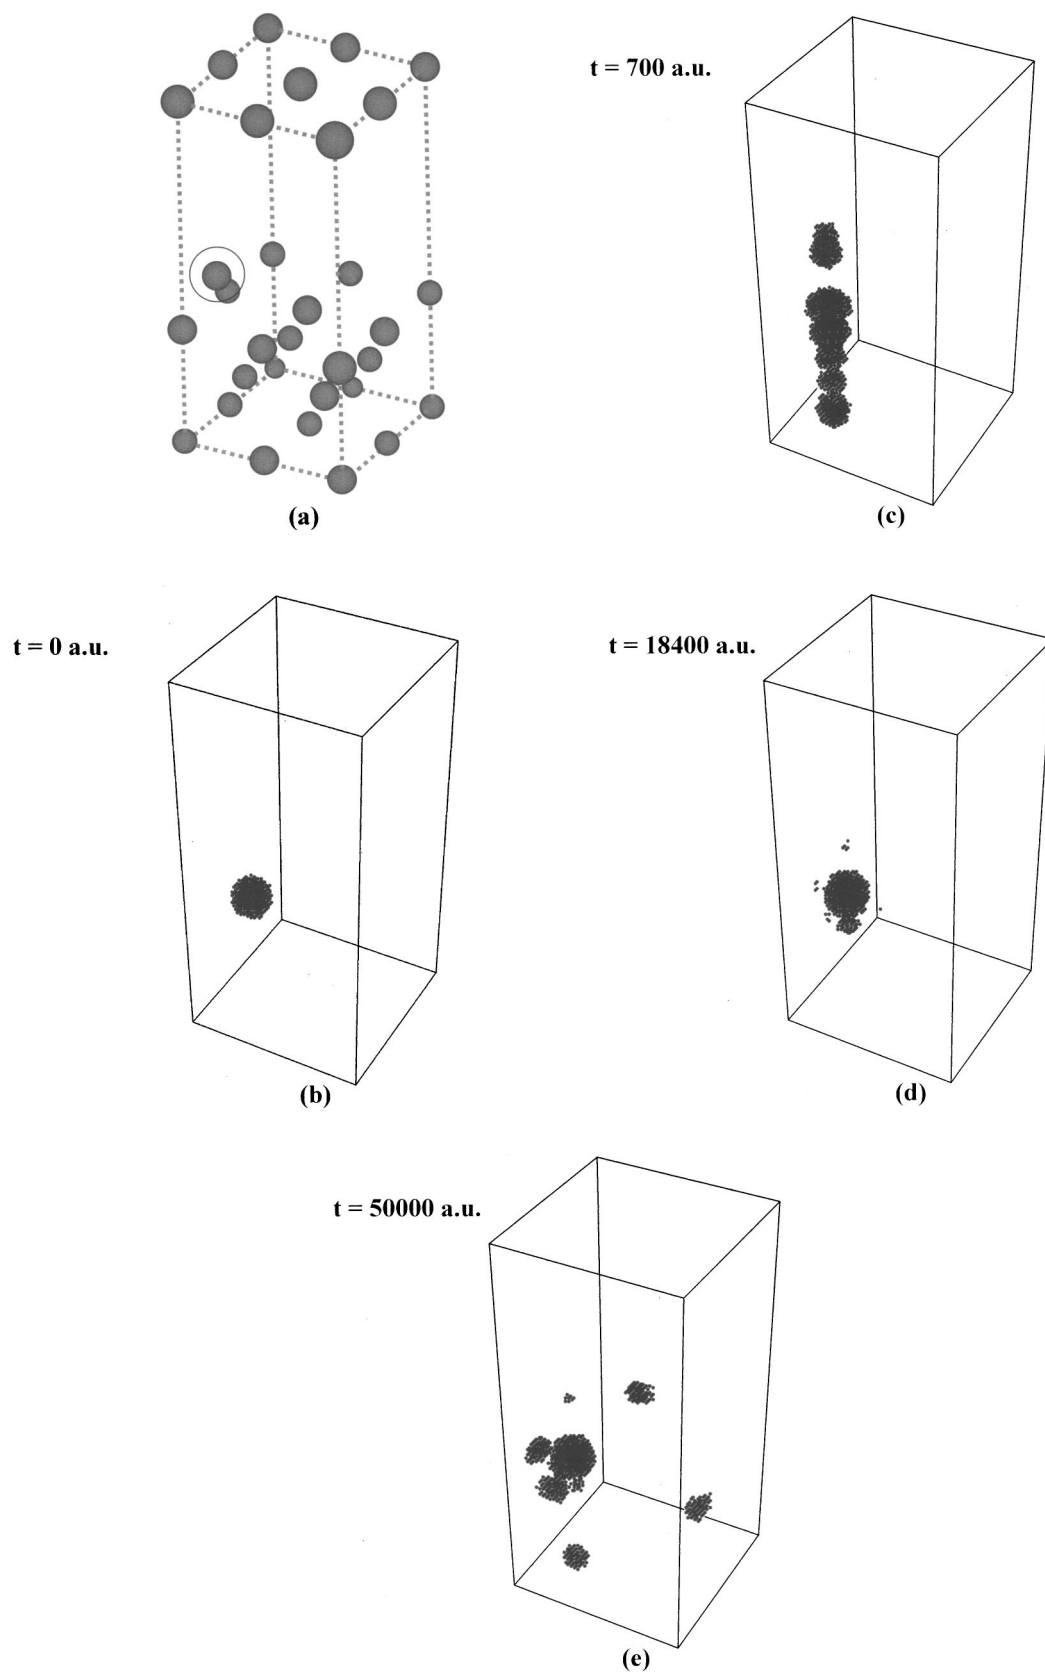 t = 700 a.u.
(a)
(c)
t = 0 a.u.
t = 18400 a.u.
(b)
(d)
t = 50000 a.u.
(e)